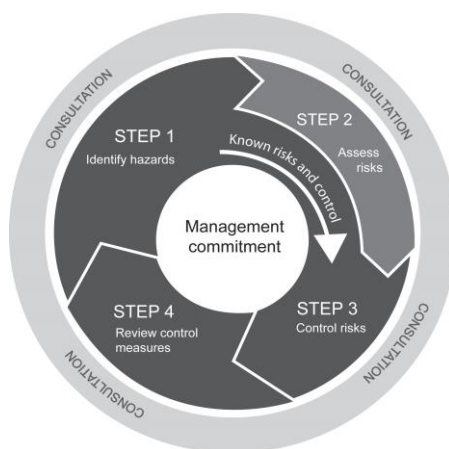 CONSULTATION
CONSULTATION
STEP 1
Identify hazards
STEP 2
Assess
risks
Known risks and control
Management
commitment
STEP 4
Review control
measures
STEP 3
Control risks
CONSULTATION
CONSULTATION